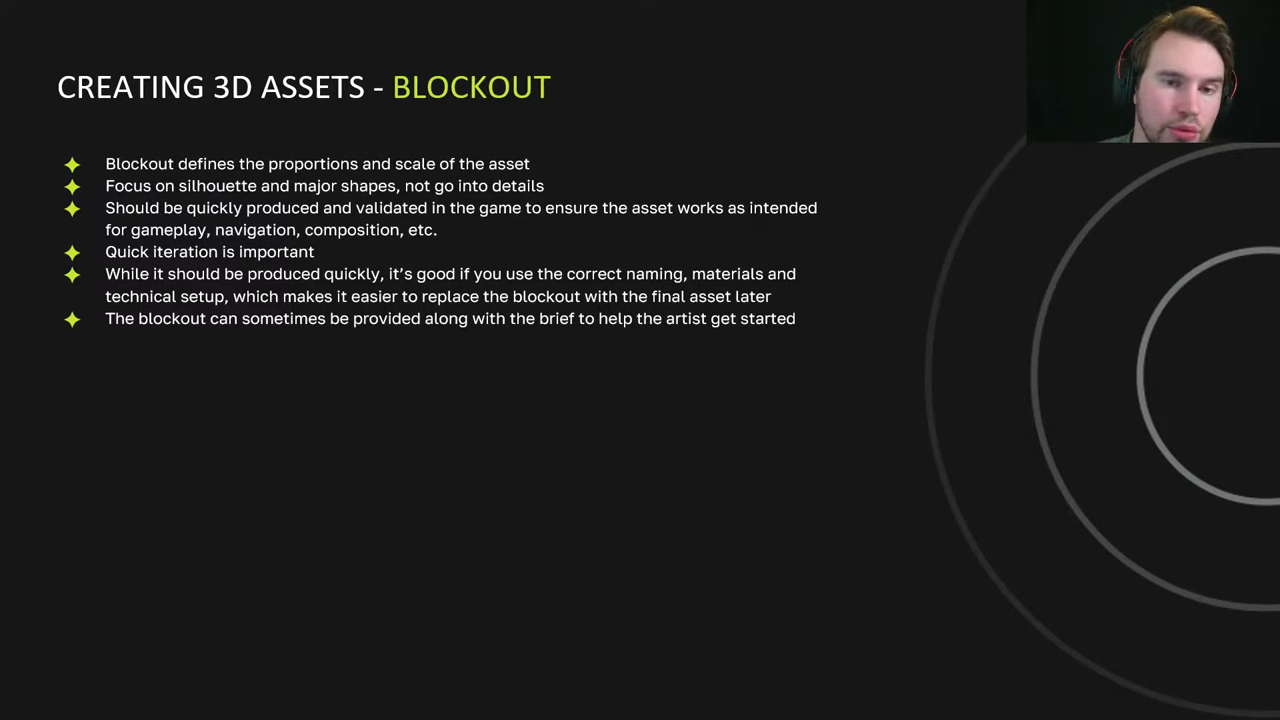 CREATING 3D ASSETS - BLOCKOUT
Blockout defines the proportions and scale of the asset
Focus on silhouette and major shapes, not go into details
Should be quickly produced and validated in the game to ensure the asset works as intended
for gameplay, navigation, composition, etc.
Quick iteration is important
While it should be produced quickly, it’s good if you use the correct naming, materials and
technical setup, which makes it easier to replace the blockout with the final asset later
The blockout can sometimes be provided along with the brief to help the artist get started